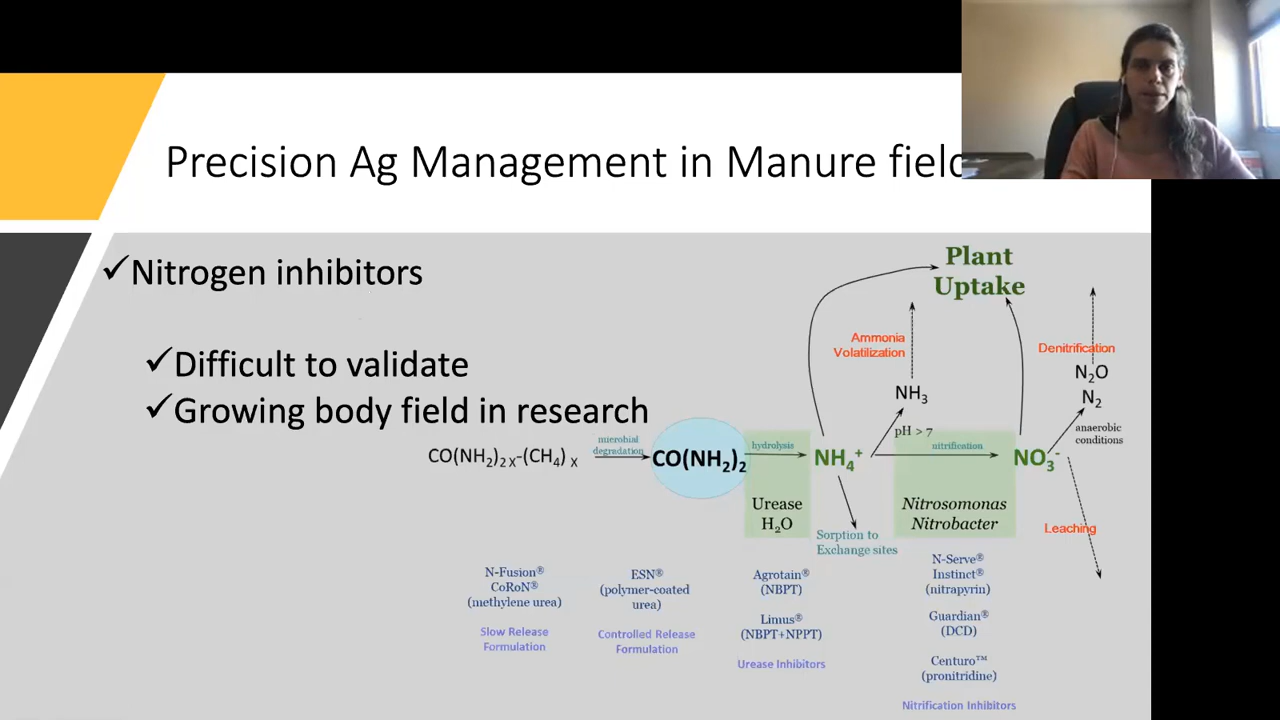 Precision Ag Management in Manure field
✓Nitrogen inhibitors
✓Difficult to validate
✓Growing body field in research
Plant
Uptake
Ammonia
Volatilization
Denitrification
N₂O
N₂
NH₃
pH > 7
anaerobic
conditions
microbial
degradation
hydrolysis
nitrification
CO(NH₂)₂ₓ-(CH₄)ₓ
CO(NH₂)₂
NH₄⁺
NO₃⁻
Urease
H₂O
Nitrosomonas
Nitrobacter
Sorption to
Exchange sites
Leaching
N-Fusion®
CoRoN®
(methylene urea)
Slow Release
Formulation
ESN®
(polymer-coated
urea)
Controlled Release
Formulation
Agrotain®
(NBPT)
Limus®
(NBPT+NPPT)
Urease Inhibitors
N-Serve®
Instinct®
(nitrapyrin)
Guardian®
(DCD)
Centuro™
(pronitridine)
Nitrification Inhibitors